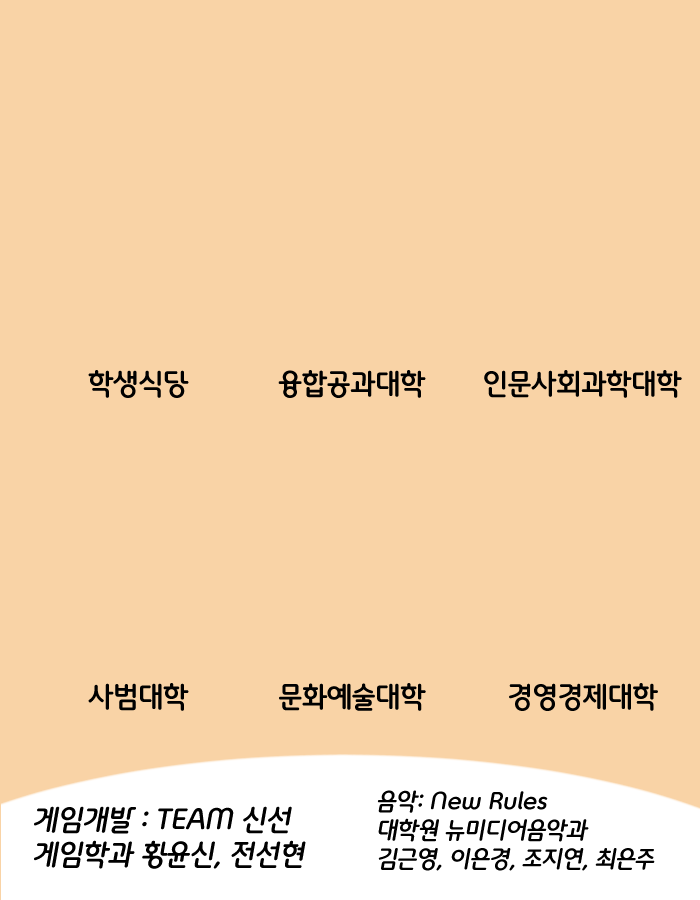 학생식당 융합공과대학 인문사회과학대학
사범대학 문화예술대학 경영경제대학
게임개발 : TEAM 신선
게임학과 황윤신, 전선현
음악: New Rules
대학원 뉴미디어음악과
김근영, 이은경, 조지연, 최은주